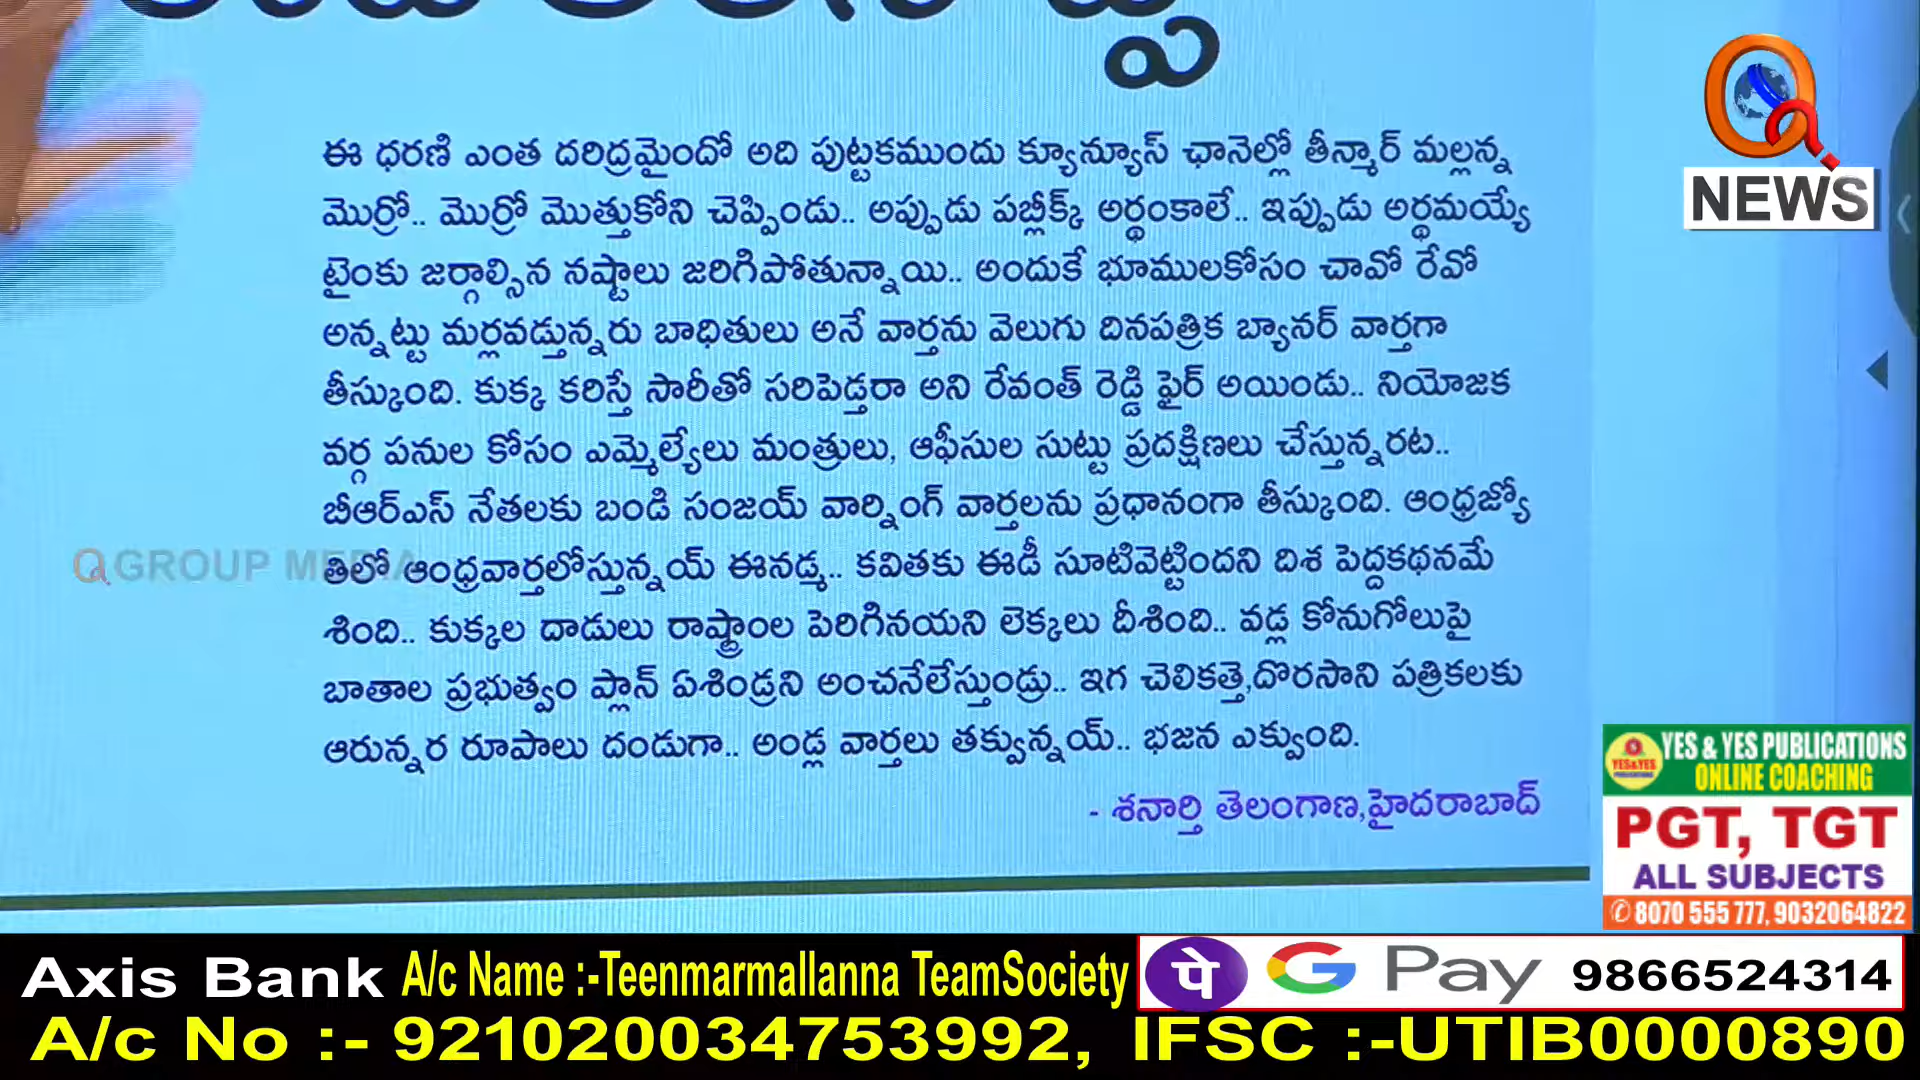 ఈ ధరణి ఎంత దరిద్రమైందో అది పుట్టకముందు క్యూన్యూస్ ఛానెల్లో తీన్మార్ మల్లన్న
మొర్రో.. మొర్రో మొత్తుకోని చెప్పిండు.. అప్పుడు పబ్లీక్క్ అర్థంకాలే.. ఇప్పుడు అర్థమయ్యే
టైంకు జర్గాల్సిన నష్టాలు జరిగిపోతున్నాయి.. అందుకే భూములకోసం చావో రేవో
అన్నట్టు మర్లవడ్తున్నరు బాధితులు అనే వార్తను వెలుగు దినపత్రిక బ్యానర్ వార్తగా
తీస్కుంది. కుక్క కరిస్తే సారీతో సరిపెడ్తరా అని రేవంత్ రెడ్డి ఫైర్ అయిండు.. నియోజక
వర్గ పనుల కోసం ఎమ్మెల్యేలు మంత్రులు, ఆఫీసుల సుట్టు ప్రదక్షిణలు చేస్తున్నరట..
బీఆర్ఎస్ నేతలకు బండి సంజయ్ వార్నింగ్ వార్తలను ప్రధానంగా తీస్కుంది. ఆంధ్రజ్యో
తిలో ఆంధ్రవార్తలోస్తున్నయ్ ఈనడ్మ.. కవితకు ఈడీ సూటివెట్టిందని దిశ పెద్దకథనమే
శింది.. కుక్కల దాడులు రాష్ట్రాంల పెరిగినయని లెక్కలు దీశింది.. వడ్ల కోనుగోలుపై
బాతాల ప్రభుత్వం ప్లాన్ ఏశిండ్రని అంచనేలేస్తుండ్రు.. ఇగ చెలికత్తె,దొరసాని పత్రికలకు
ఆరున్నర రూపాలు దండుగా.. అండ్ల వార్తలు తక్వున్నయ్.. భజన ఎక్వుంది.
- శనార్తి తెలంగాణ,హైదరాబాద్
NEWS
Q GROUP MEDIA
YES & YES PUBLICATIONS
ONLINE COACHING
YES&YES
PGT, TGT
ALL SUBJECTS
8070 555 777, 9032064822
Axis Bank A/c Name :-Teenmarmallanna TeamSociety
पे G Pay 9866524314
A/c No :- 921020034753992, IFSC :-UTIB0000890